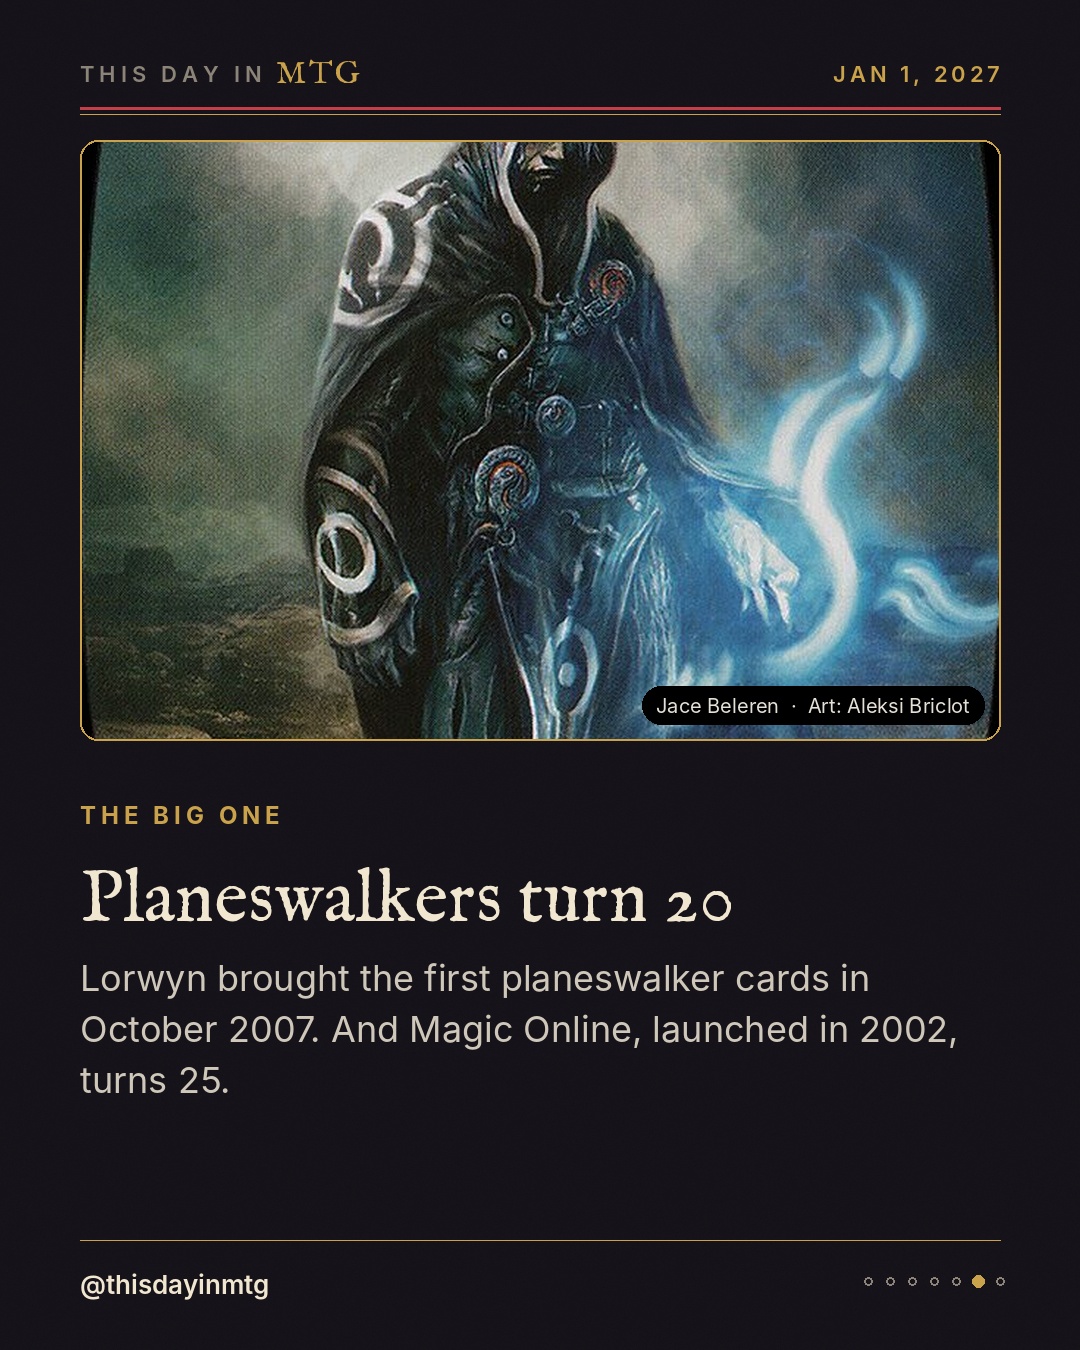 THIS DAY IN MTG
JAN 1, 2027
Jace Beleren · Art: Aleksi Briclot
THE BIG ONE
Planeswalkers turn 20
Lorwyn brought the first planeswalker cards in
October 2007. And Magic Online, launched in 2002,
turns 25.
@thisdayinmtg